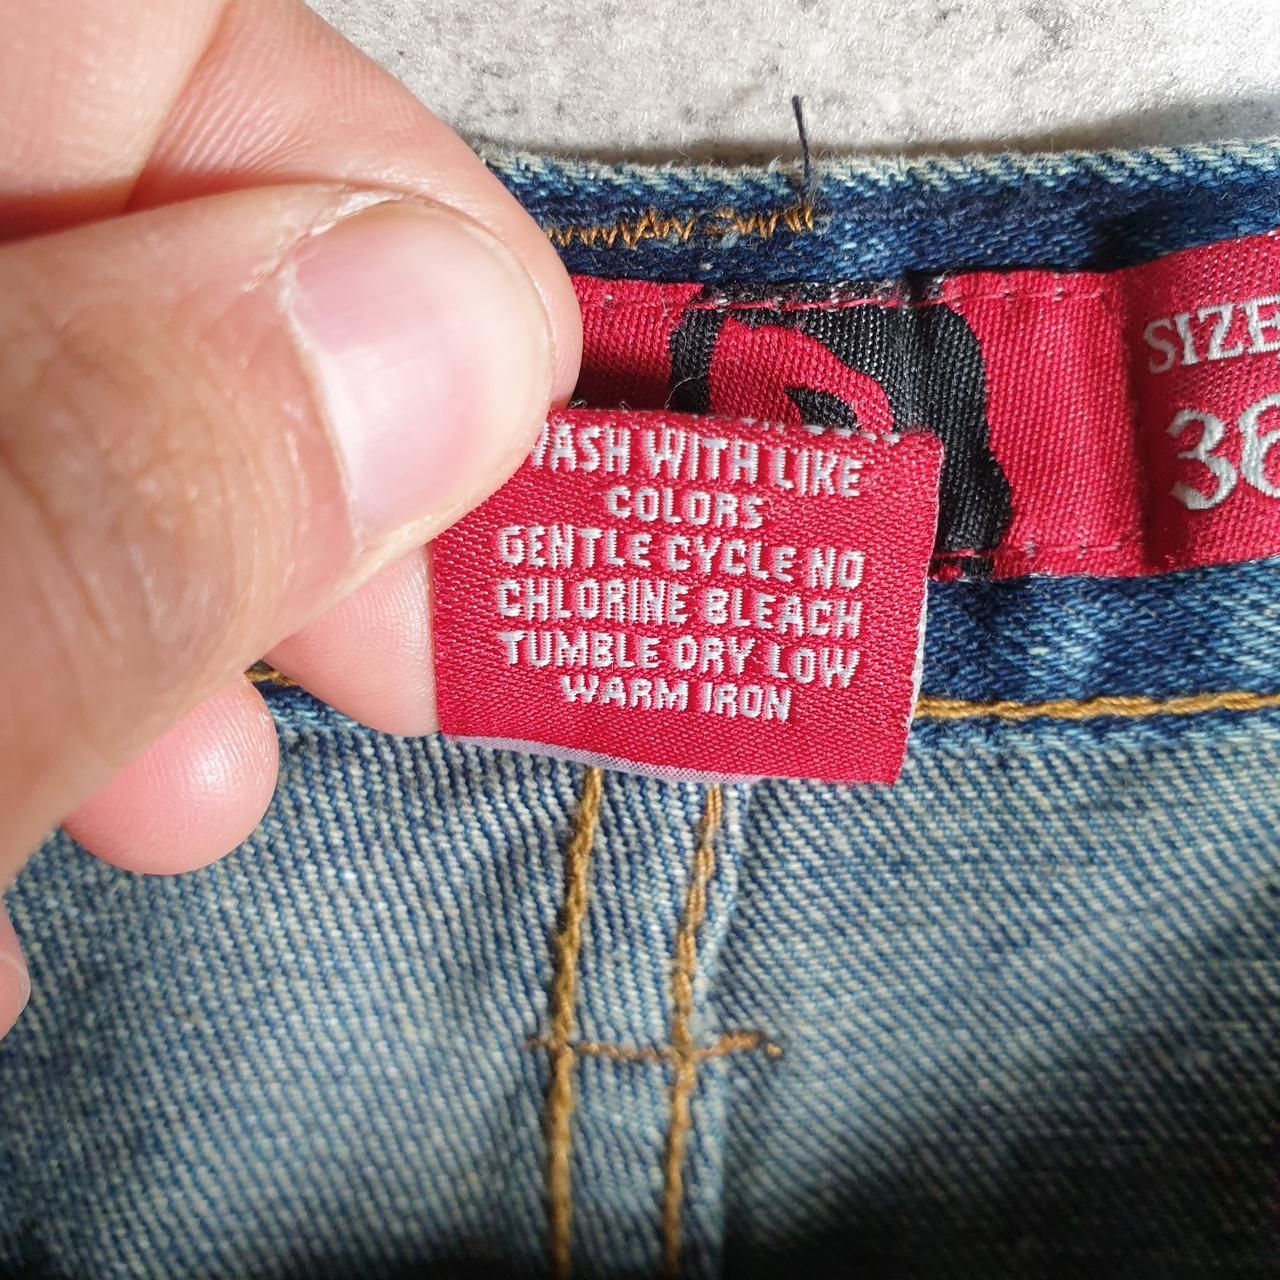 WASH WITH LIKE
COLORS
GENTLE CYCLE NO
CHLORINE BLEACH
TUMBLE DRY LOW
WARM IRON
SIZE
36